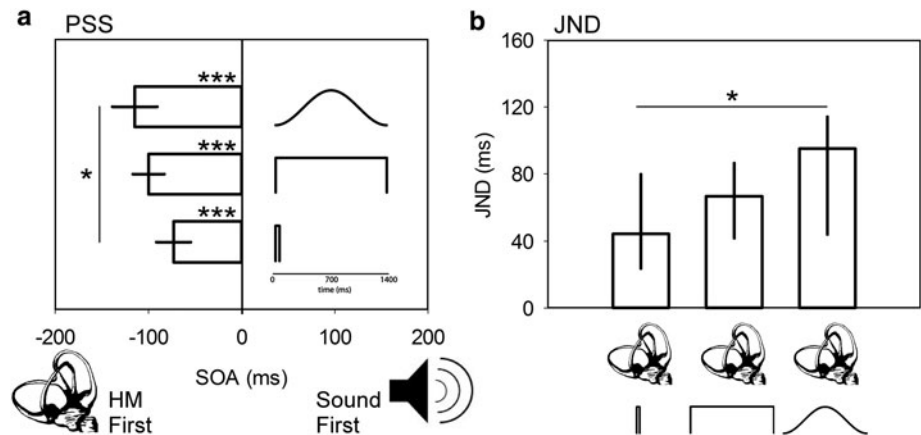 a PSS
***
***
*
***
0 700 1400
time (ms)
-200 -100 0 100 200
SOA (ms)
HM
First
Sound
First
b JND
160
120
80
40
0
JND (ms)
*